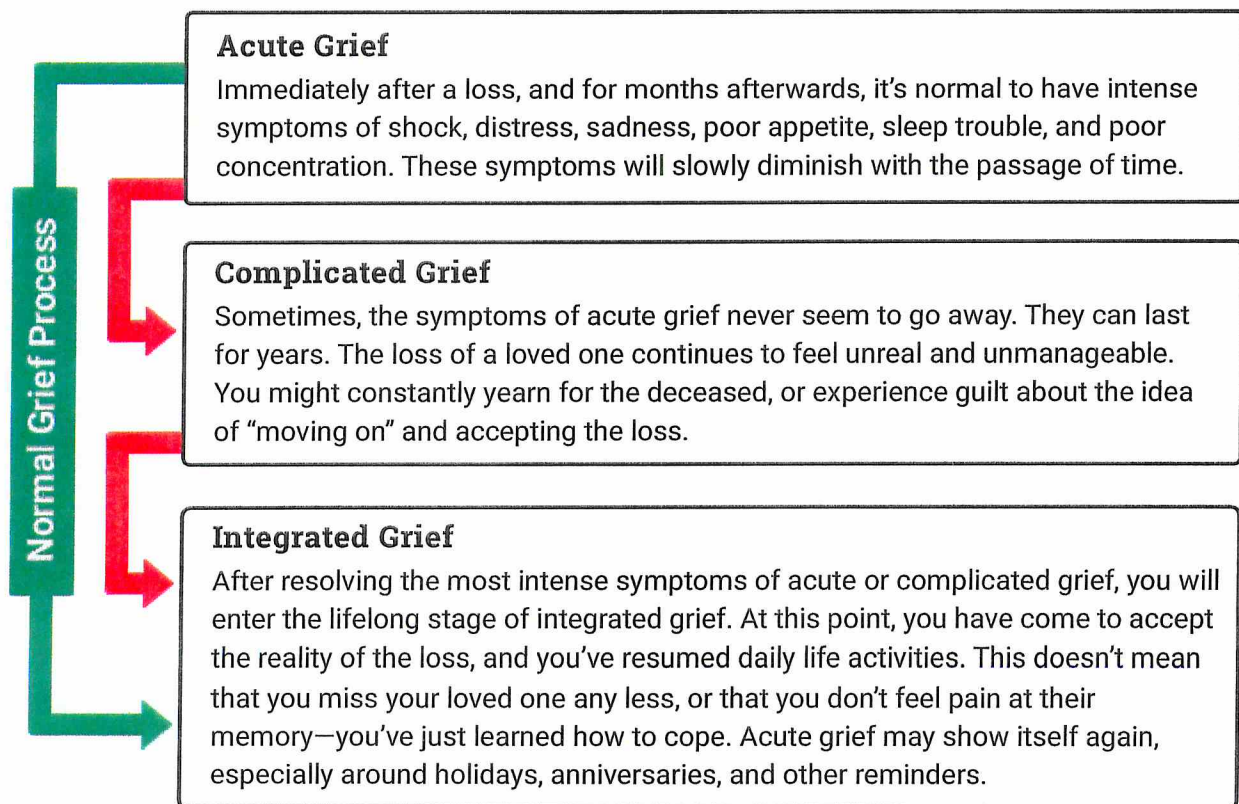 Acute Grief
Immediately after a loss, and for months afterwards, it's normal to have intense
symptoms of shock, distress, sadness, poor appetite, sleep trouble, and poor
concentration. These symptoms will slowly diminish with the passage of time.
Normal Grief Process
Complicated Grief
Sometimes, the symptoms of acute grief never seem to go away. They can last
for years. The loss of a loved one continues to feel unreal and unmanageable.
You might constantly yearn for the deceased, or experience guilt about the idea
of “moving on” and accepting the loss.
Integrated Grief
After resolving the most intense symptoms of acute or complicated grief, you will
enter the lifelong stage of integrated grief. At this point, you have come to accept
the reality of the loss, and you've resumed daily life activities. This doesn't mean
that you miss your loved one any less, or that you don't feel pain at their
memory—you've just learned how to cope. Acute grief may show itself again,
especially around holidays, anniversaries, and other reminders.